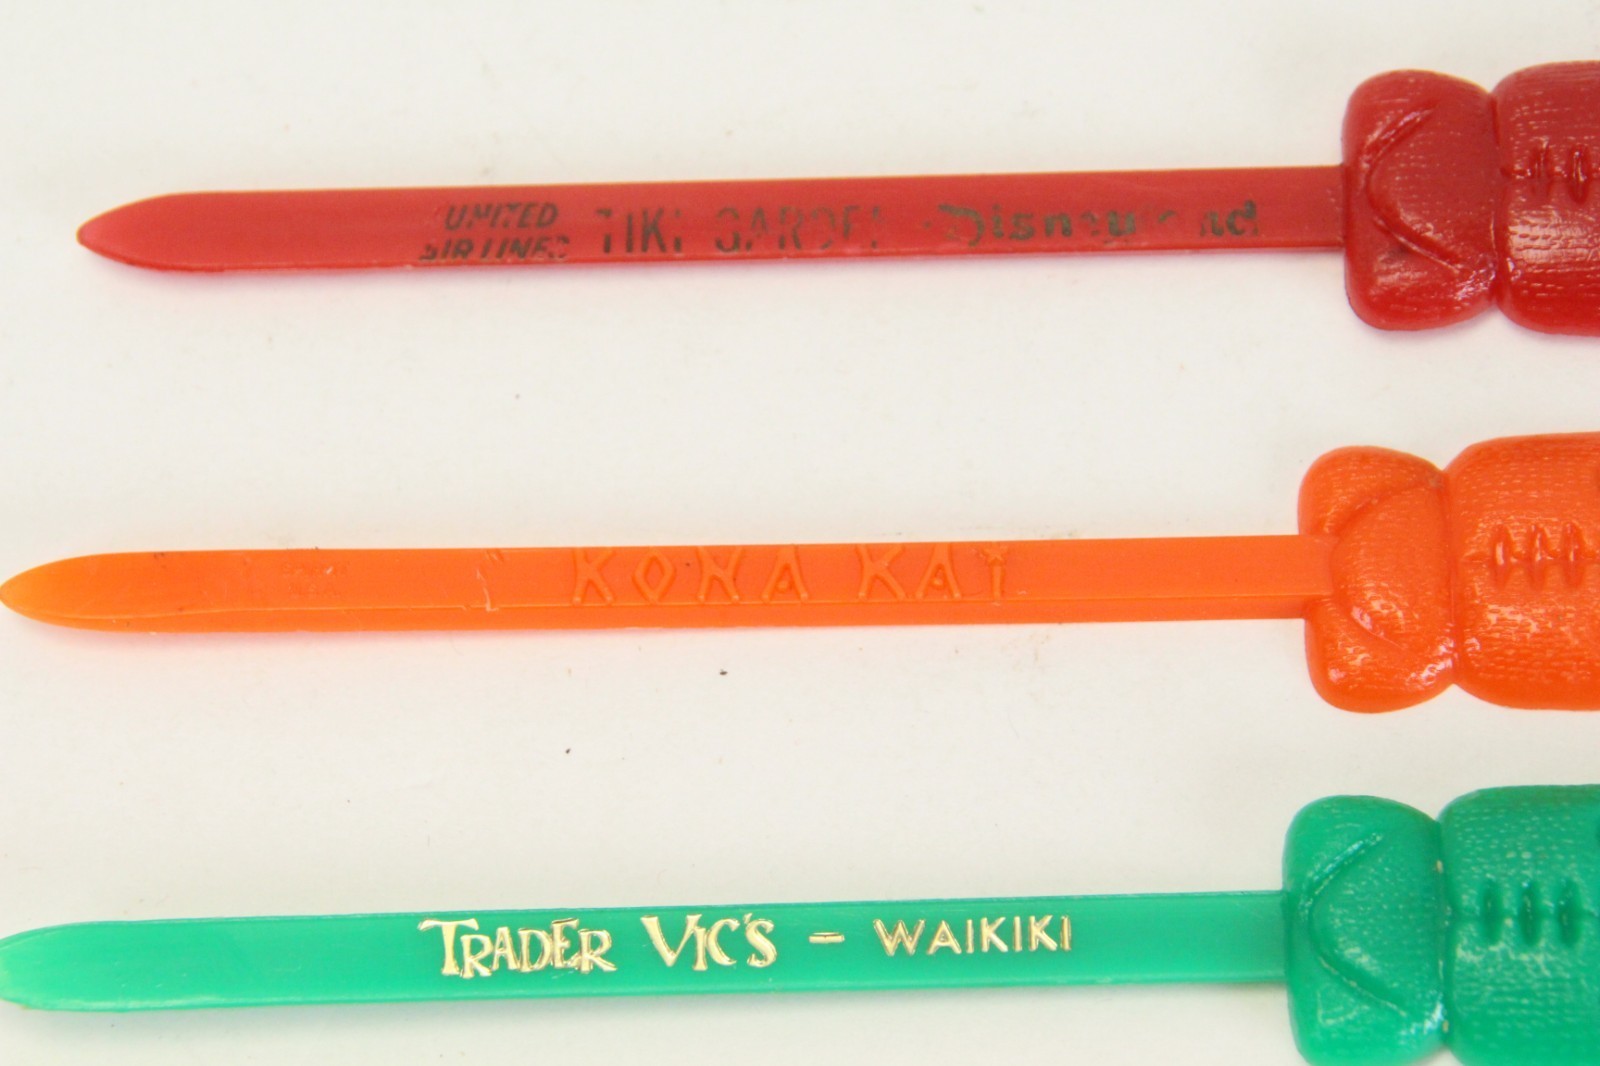 UNITED
AIRLINES
TIKI GARDEN - Disneyland
KONA KAI
TRADER VIC'S - WAIKIKI